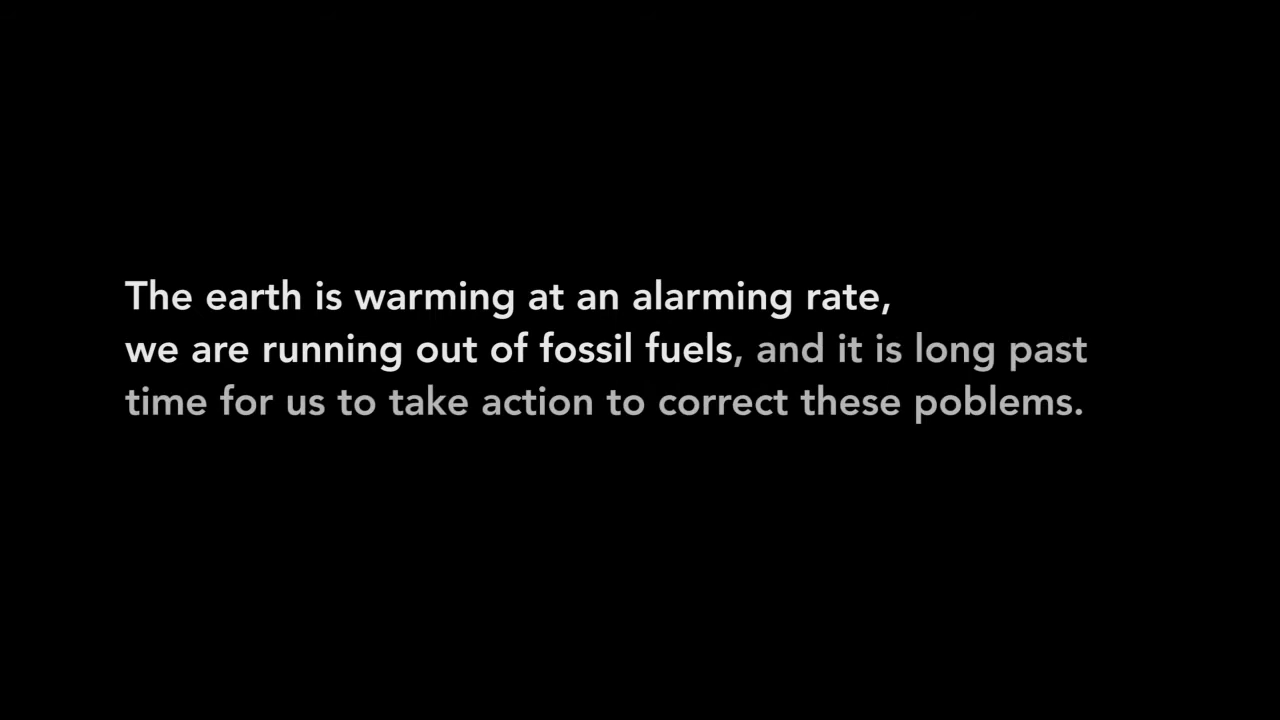 The earth is warming at an alarming rate,
we are running out of fossil fuels, and it is long past
time for us to take action to correct these poblems.